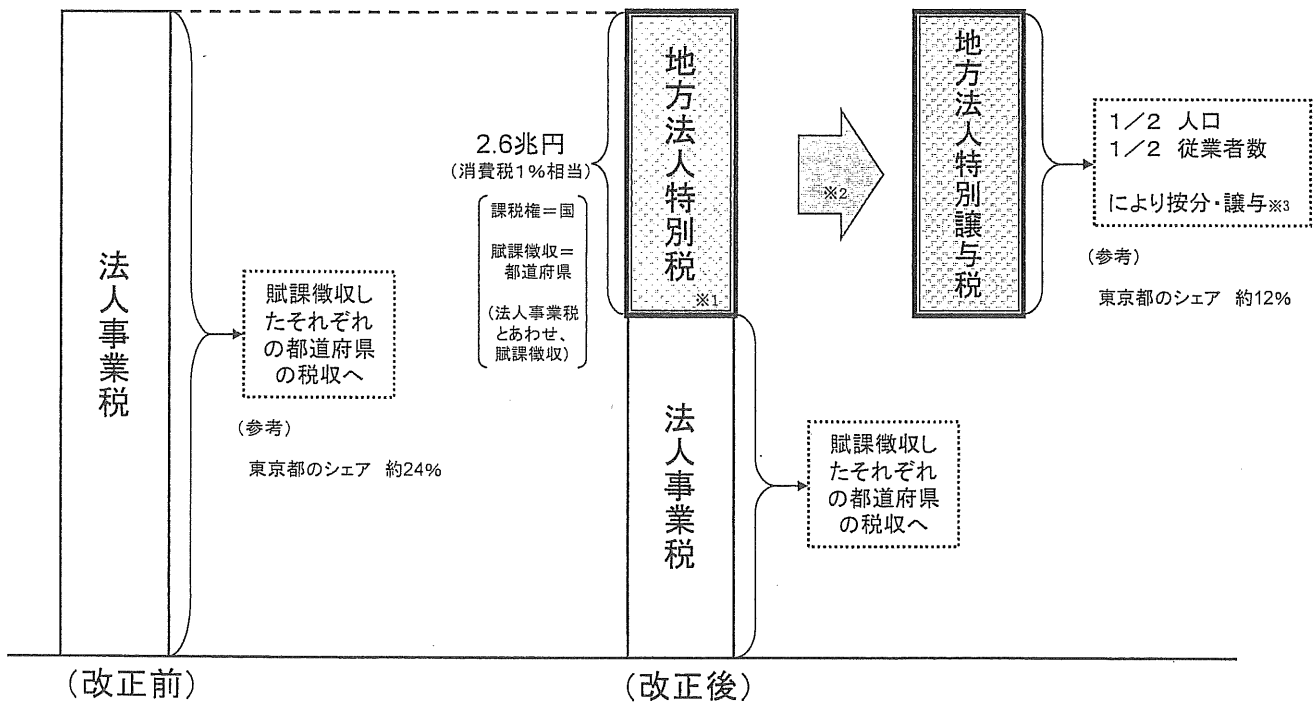 法人事業税
賦課徴収し
たそれぞれ
の都道府県
の税収へ
(参考)
東京都のシェア 約24%
(改正前)
2.6兆円
(消費税1%相当)
課税権=国
賦課徴収=
都道府県
(法人事業税
とあわせ、
賦課徴収)
地方法人特別税
※1
法人事業税
賦課徴収し
たそれぞれ
の都道府県
の税収へ
(改正後)
※2
地方法人特別譲与税
1/2 人口
1/2 従業者数
により按分・譲与※3
(参考)
東京都のシェア 約12%